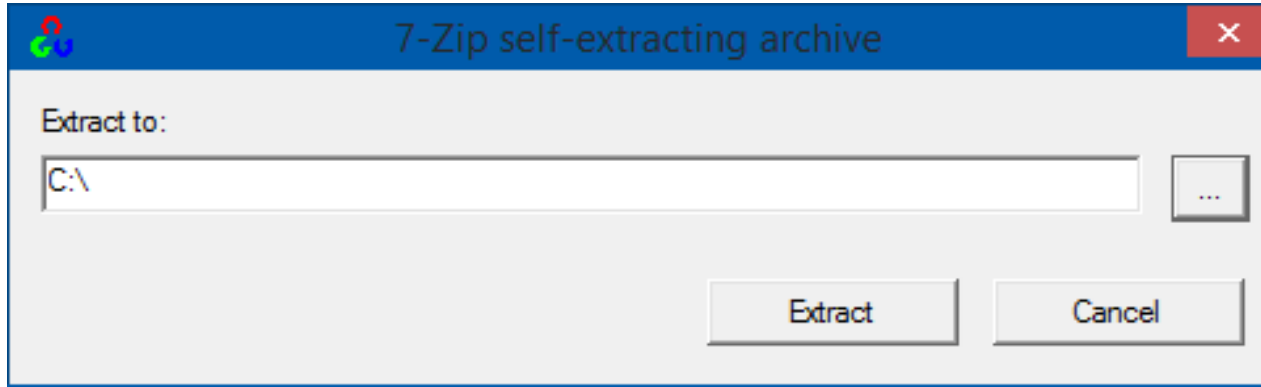 7-Zip self-extracting archive
Extract to:
C:\
...
Extract
Cancel